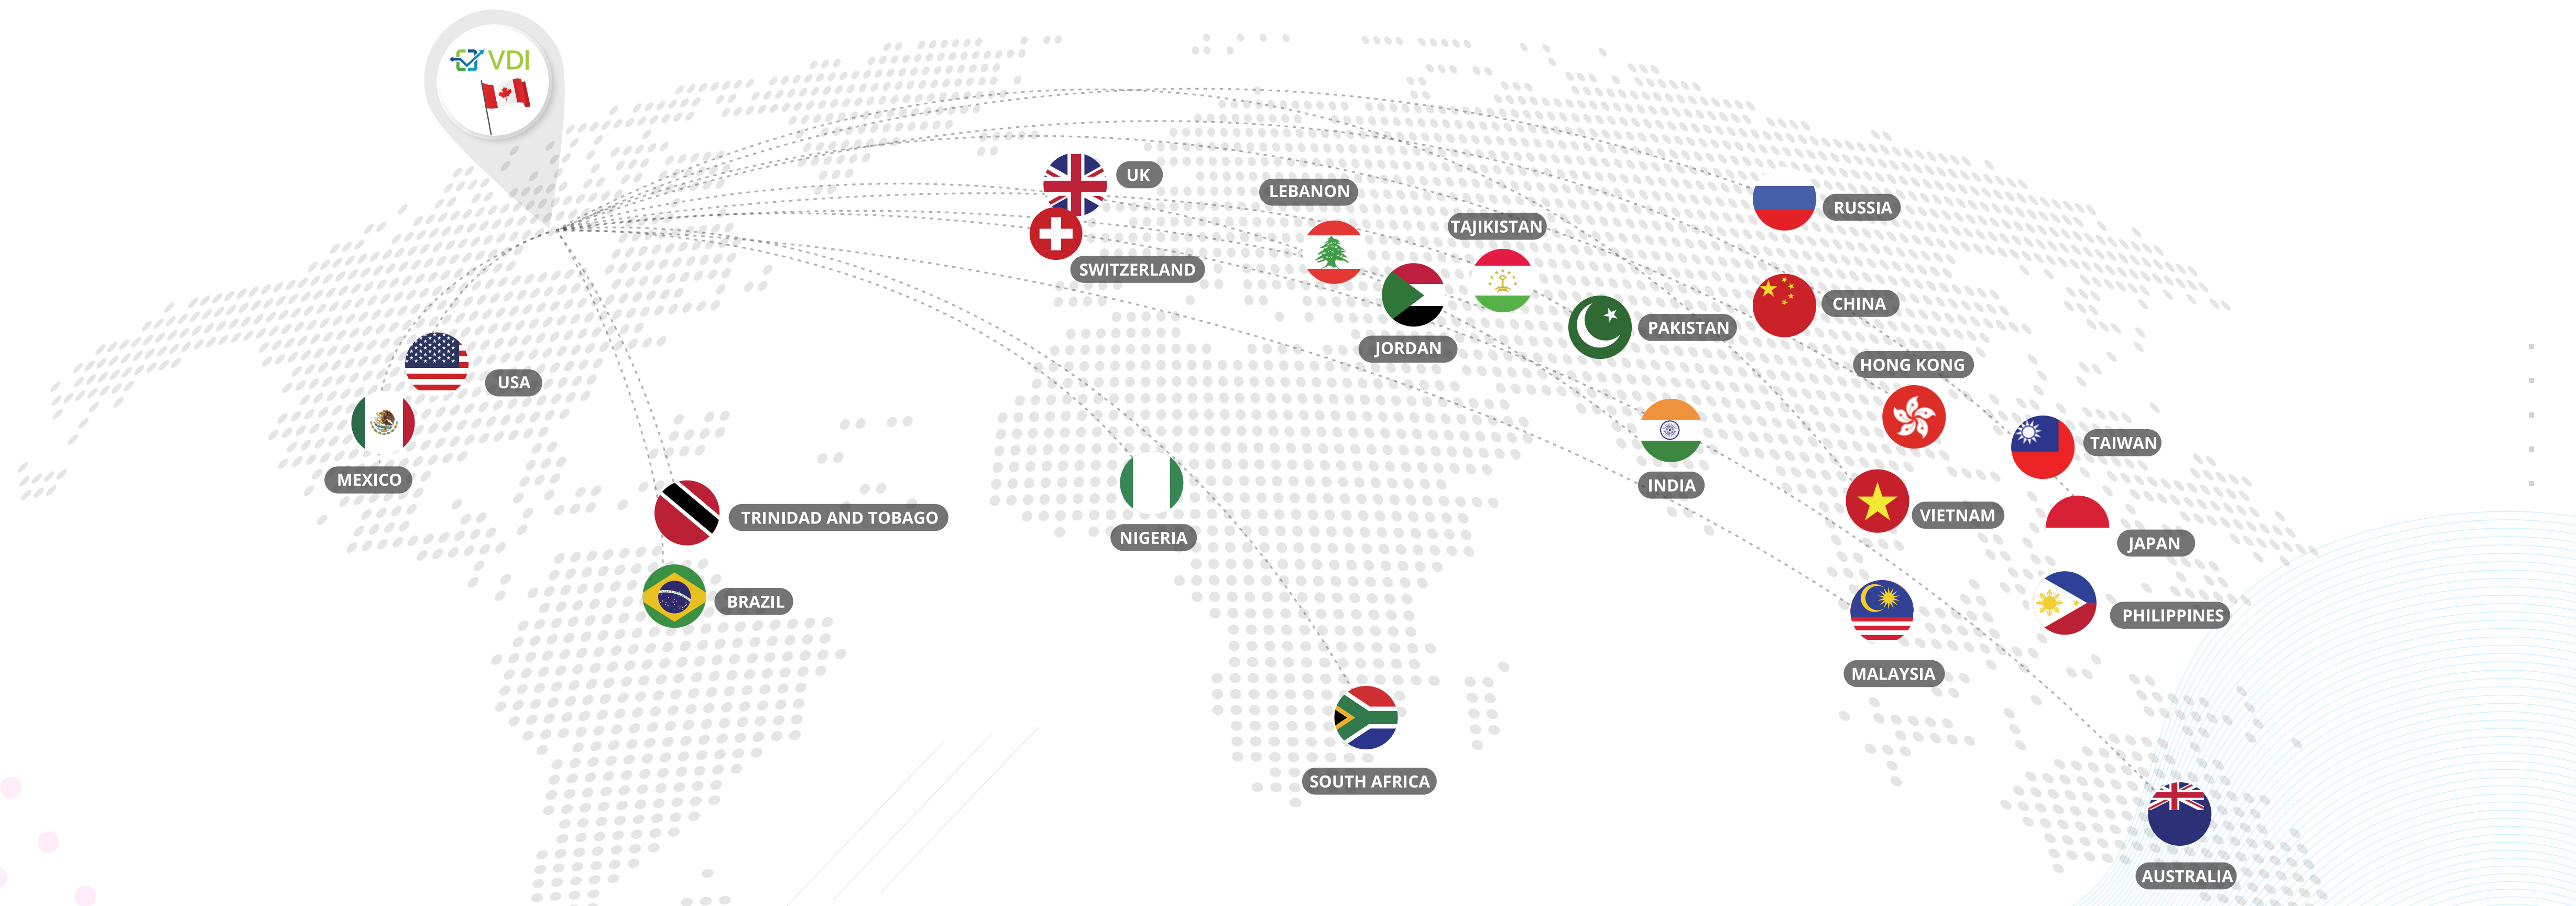 VDI
UK
LEBANON
RUSSIA
TAJIKISTAN
SWITZERLAND
CHINA
PAKISTAN
JORDAN
HONG KONG
USA
TAIWAN
MEXICO
INDIA
VIETNAM
TRINIDAD AND TOBAGO
NIGERIA
JAPAN
BRAZIL
PHILIPPINES
MALAYSIA
SOUTH AFRICA
AUSTRALIA